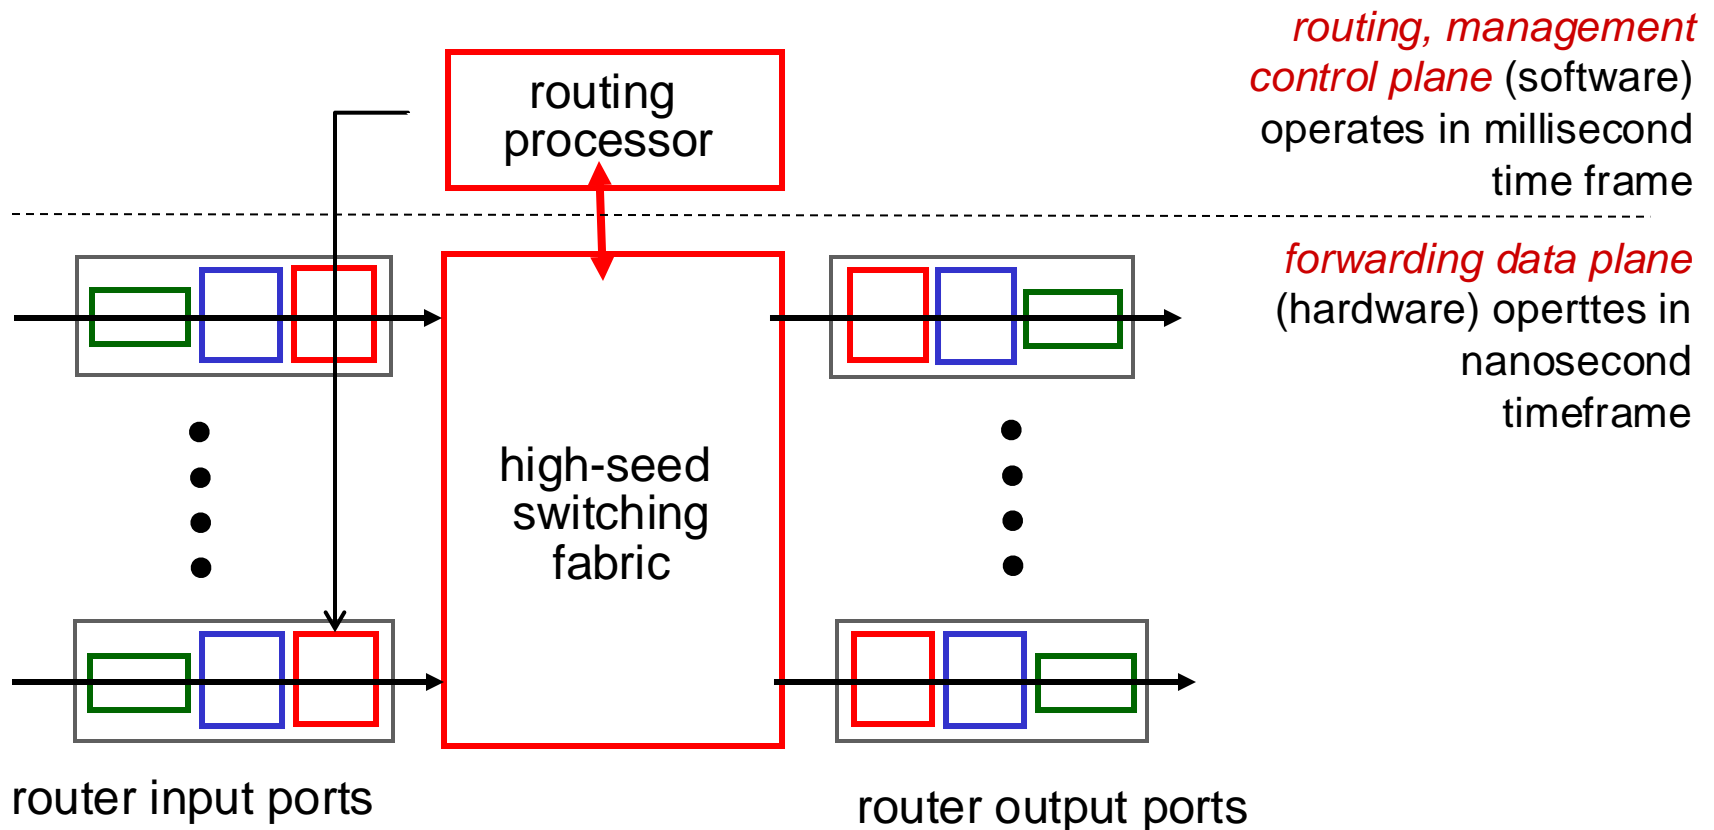 routing, management
control plane (software)
operates in millisecond
time frame
routing
processor
forwarding data plane
(hardware) operttes in
nanosecond
timeframe
high-seed
switching
fabric
router input ports
router output ports